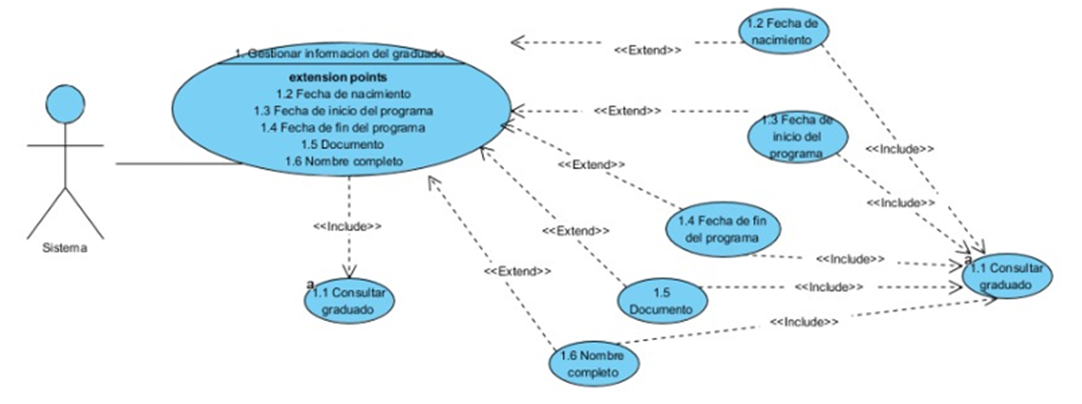 1. Gestionar informacion del graduado
extension points
1.2 Fecha de nacimiento
1.3 Fecha de inicio del programa
1.4 Fecha de fin del programa
1.5 Documento
1.6 Nombre completo
Sistema
<<Include>>
a
1.1 Consultar
graduado
<<Extend>>
1.2 Fecha de
nacimiento
<<Extend>>
1.3 Fecha de
inicio del
programa
<<Include>>
<<Extend>>
<<Include>>
1.4 Fecha de fin
del programa
<<Extend>>
<<Include>>
a
1.1 Consultar
graduado
<<Extend>>
1.5
Documento
<<Include>>
<<Include>>
1.6 Nombre
completo